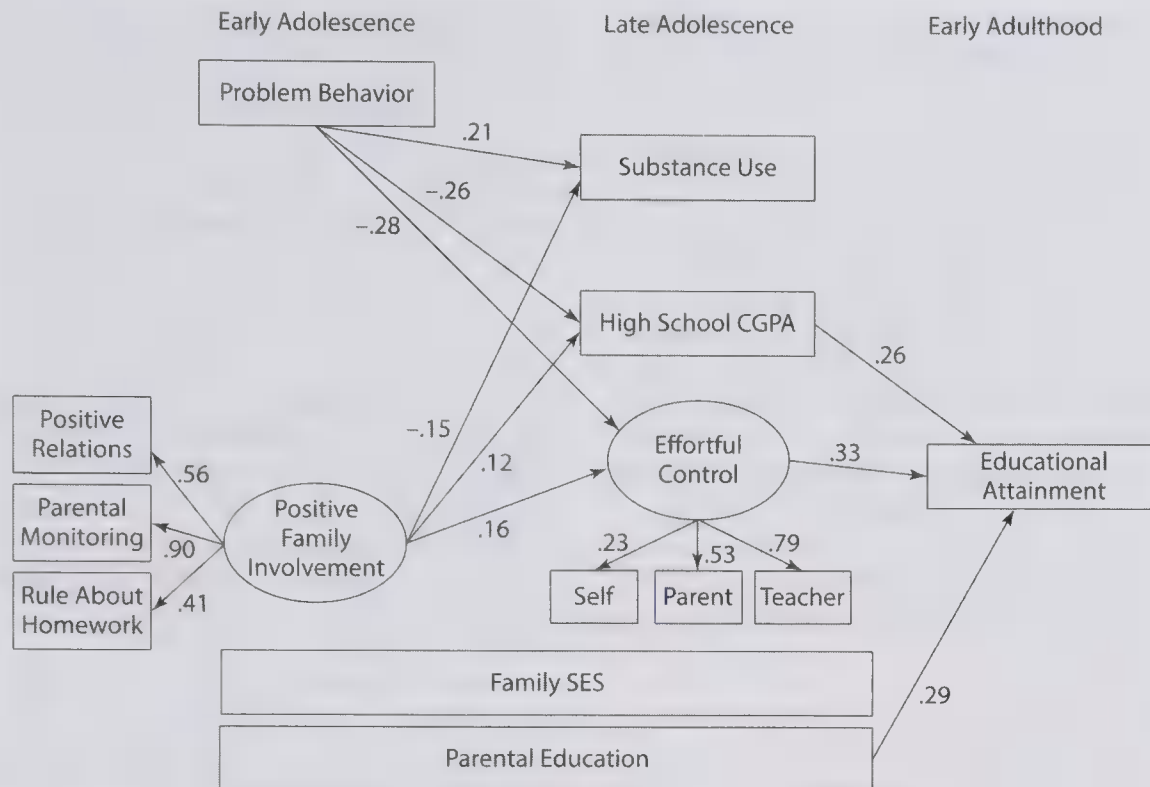 Early Adolescence
Late Adolescence
Early Adulthood
Problem Behavior
.21
Substance Use
–.26
–.28
High School CGPA
.26
Positive
Relations
–.15
Effortful
Control
.33
Educational
Attainment
.56
.12
Parental
Monitoring
.90
Positive
Family
Involvement
.16
.23
.53
.79
Rule About
Homework
.41
Self
Parent
Teacher
Family SES
.29
Parental Education